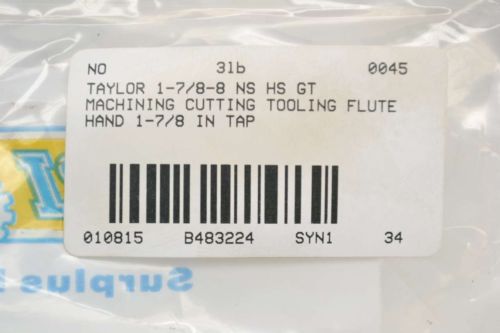 NO 3lb 0045
TAYLOR 1-7/8-8 NS HS GT
MACHINING CUTTING TOOLING FLUTE
HAND 1-7/8 IN TAP
010815 B483224 SYN1 34
Surplus